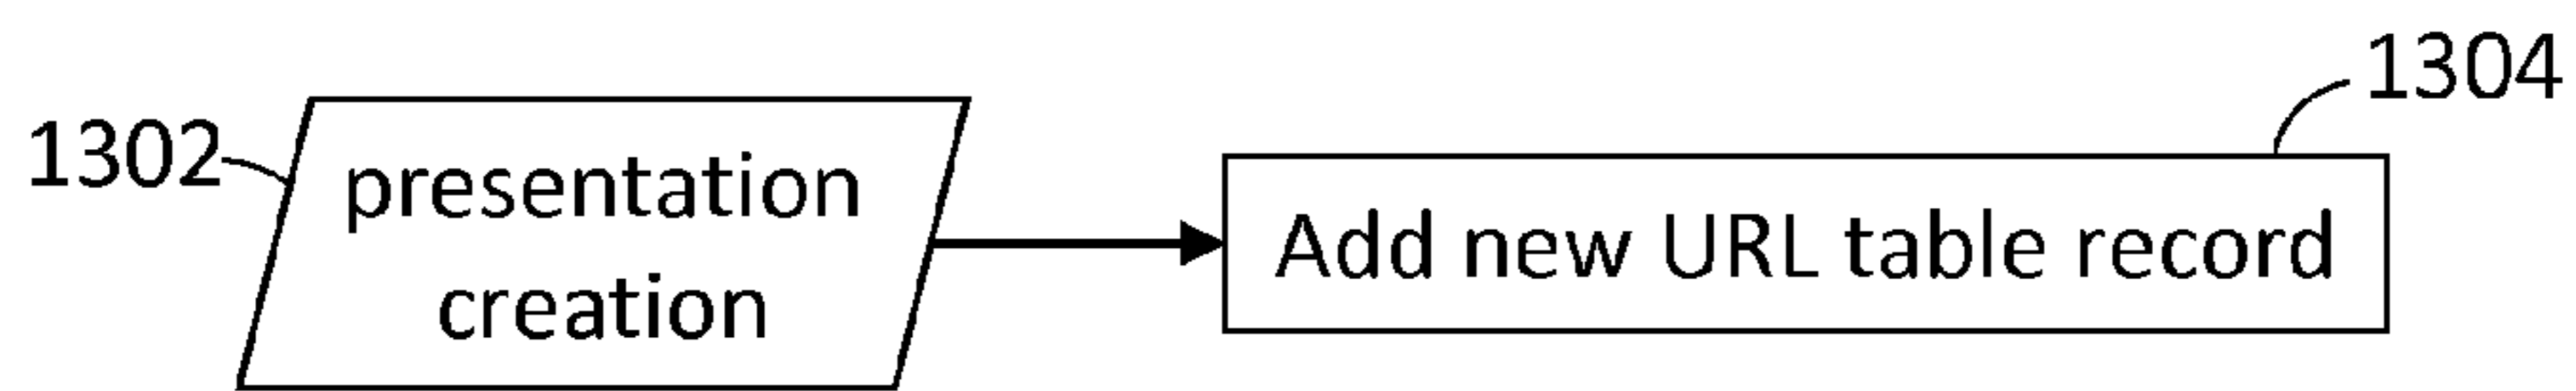 1302
presentation
creation
1304
Add new URL table record